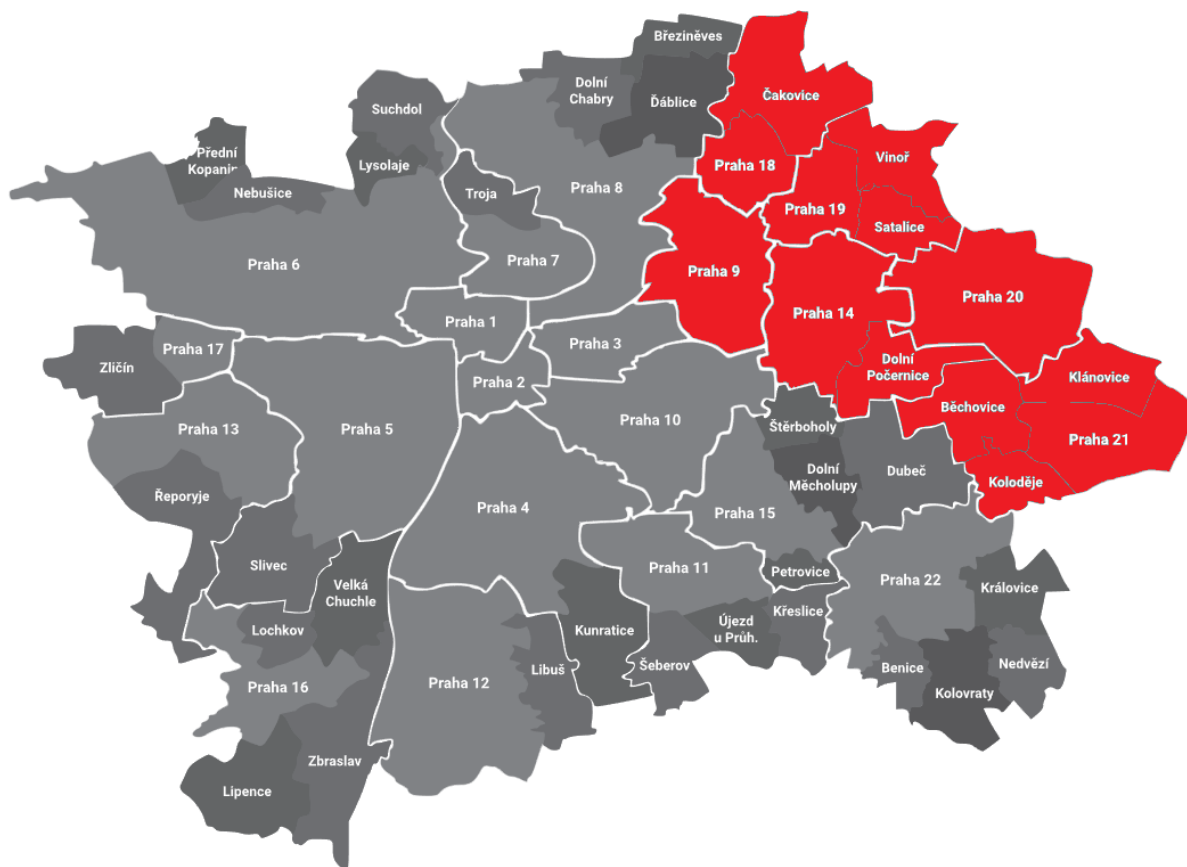 Březiněves
Dolní
Chabry
Ďáblice
Čakovice
Suchdol
Přední
Kopanin
Lysolaje
Nebušice
Troja
Praha 8
Praha 18
Vinoř
Praha 19
Satalice
Praha 6
Praha 7
Praha 9
Praha 20
Praha 1
Praha 14
Praha 3
Praha 17
Zličín
Praha 2
Dolní
Počernice
Klánovice
Běchovice
Praha 13
Praha 5
Praha 10
Štěrboholy
Praha 21
Dolní
Měcholupy
Dubeč
Koloděje
Řeporyje
Praha 4
Praha 15
Slivec
Velká
Chuchle
Praha 11
Petrovice
Praha 22
Královice
Lochkov
Kunratice
Újezd
u Průh.
Křeslice
Šeberov
Libuš
Benice
Nedvězí
Praha 16
Praha 12
Kolovraty
Zbraslav
Lipence